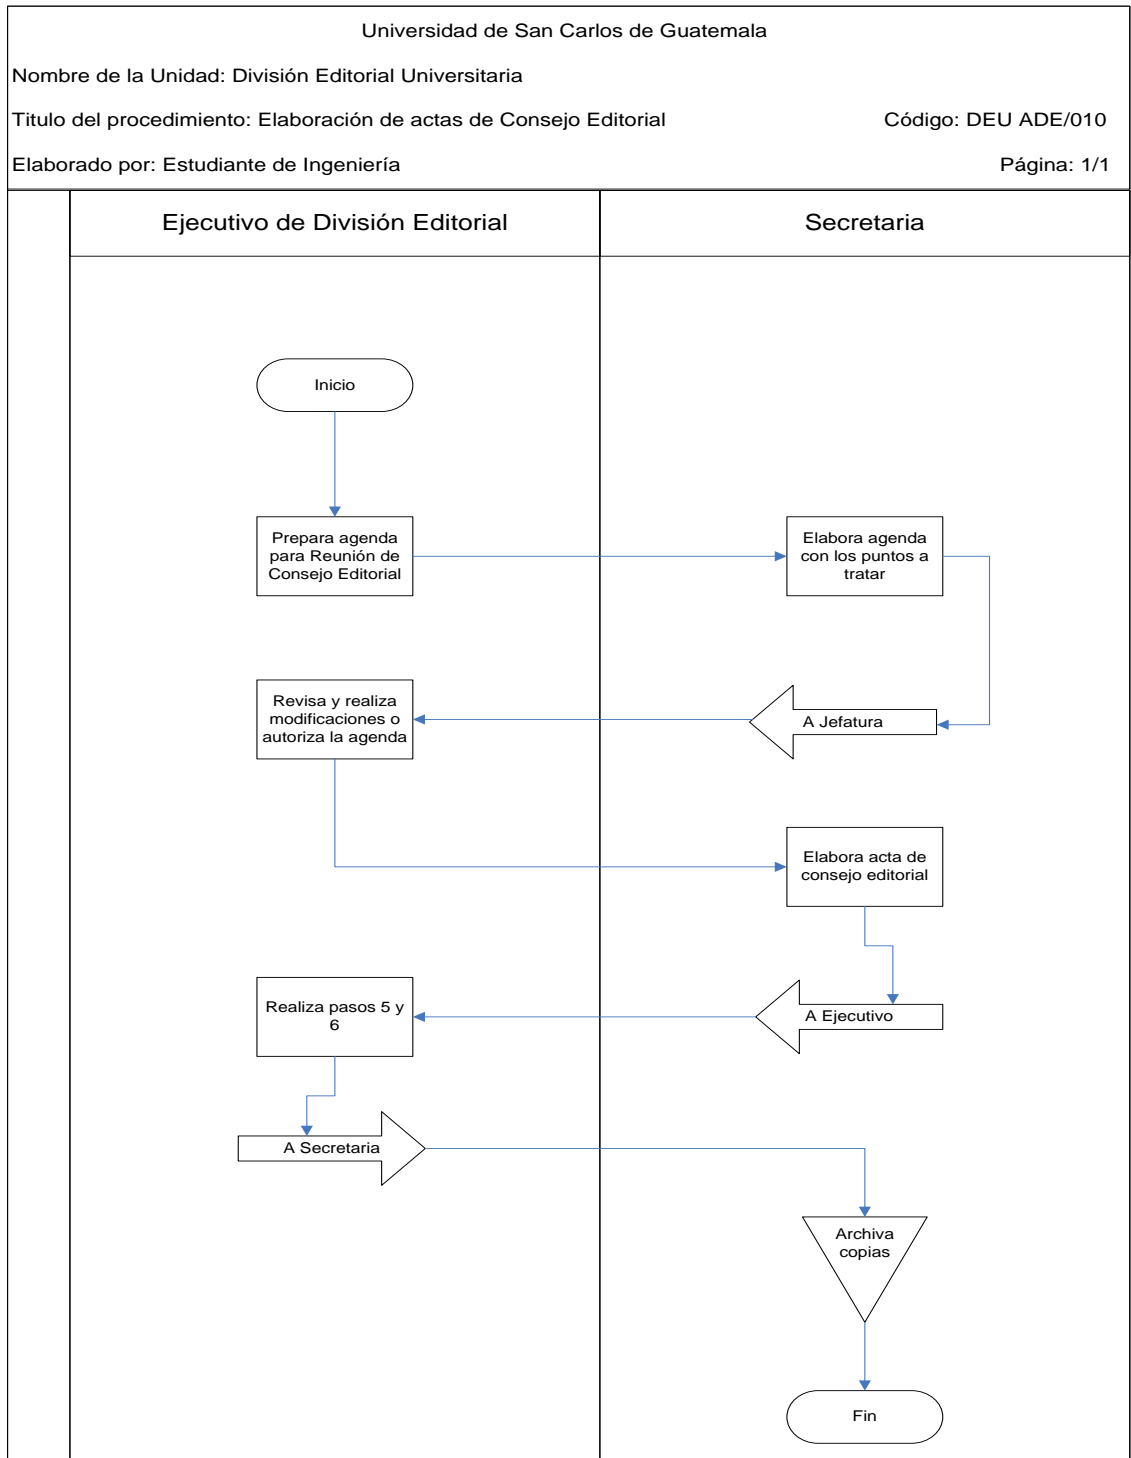 Universidad de San Carlos de Guatemala
Nombre de la Unidad: División Editorial Universitaria
Titulo del procedimiento: Elaboración de actas de Consejo Editorial Código: DEU ADE/010
Elaborado por: Estudiante de Ingeniería Página: 1/1
Ejecutivo de División Editorial Secretaria
Inicio
Prepara agenda
para Reunión de
Consejo Editorial
Elabora agenda
con los puntos a
tratar
Revisa y realiza
modificaciones o
autoriza la agenda
A Jefatura
Elabora acta de
consejo editorial
Realiza pasos 5 y
6
A Ejecutivo
A Secretaria
Archiva
copias
Fin